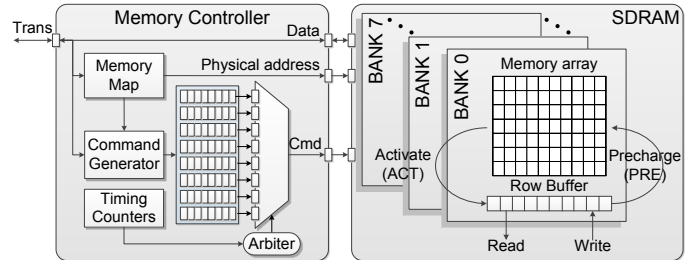 Memory Controller
SDRAM
Trans
Data
BANK 7
BANK 1
BANK 0
Memory
Map
Physical address
Memory array
Command
Generator
Cmd
Activate
(ACT)
Precharge
(PRE)
Timing
Counters
Row Buffer
Arbiter
Read
Write